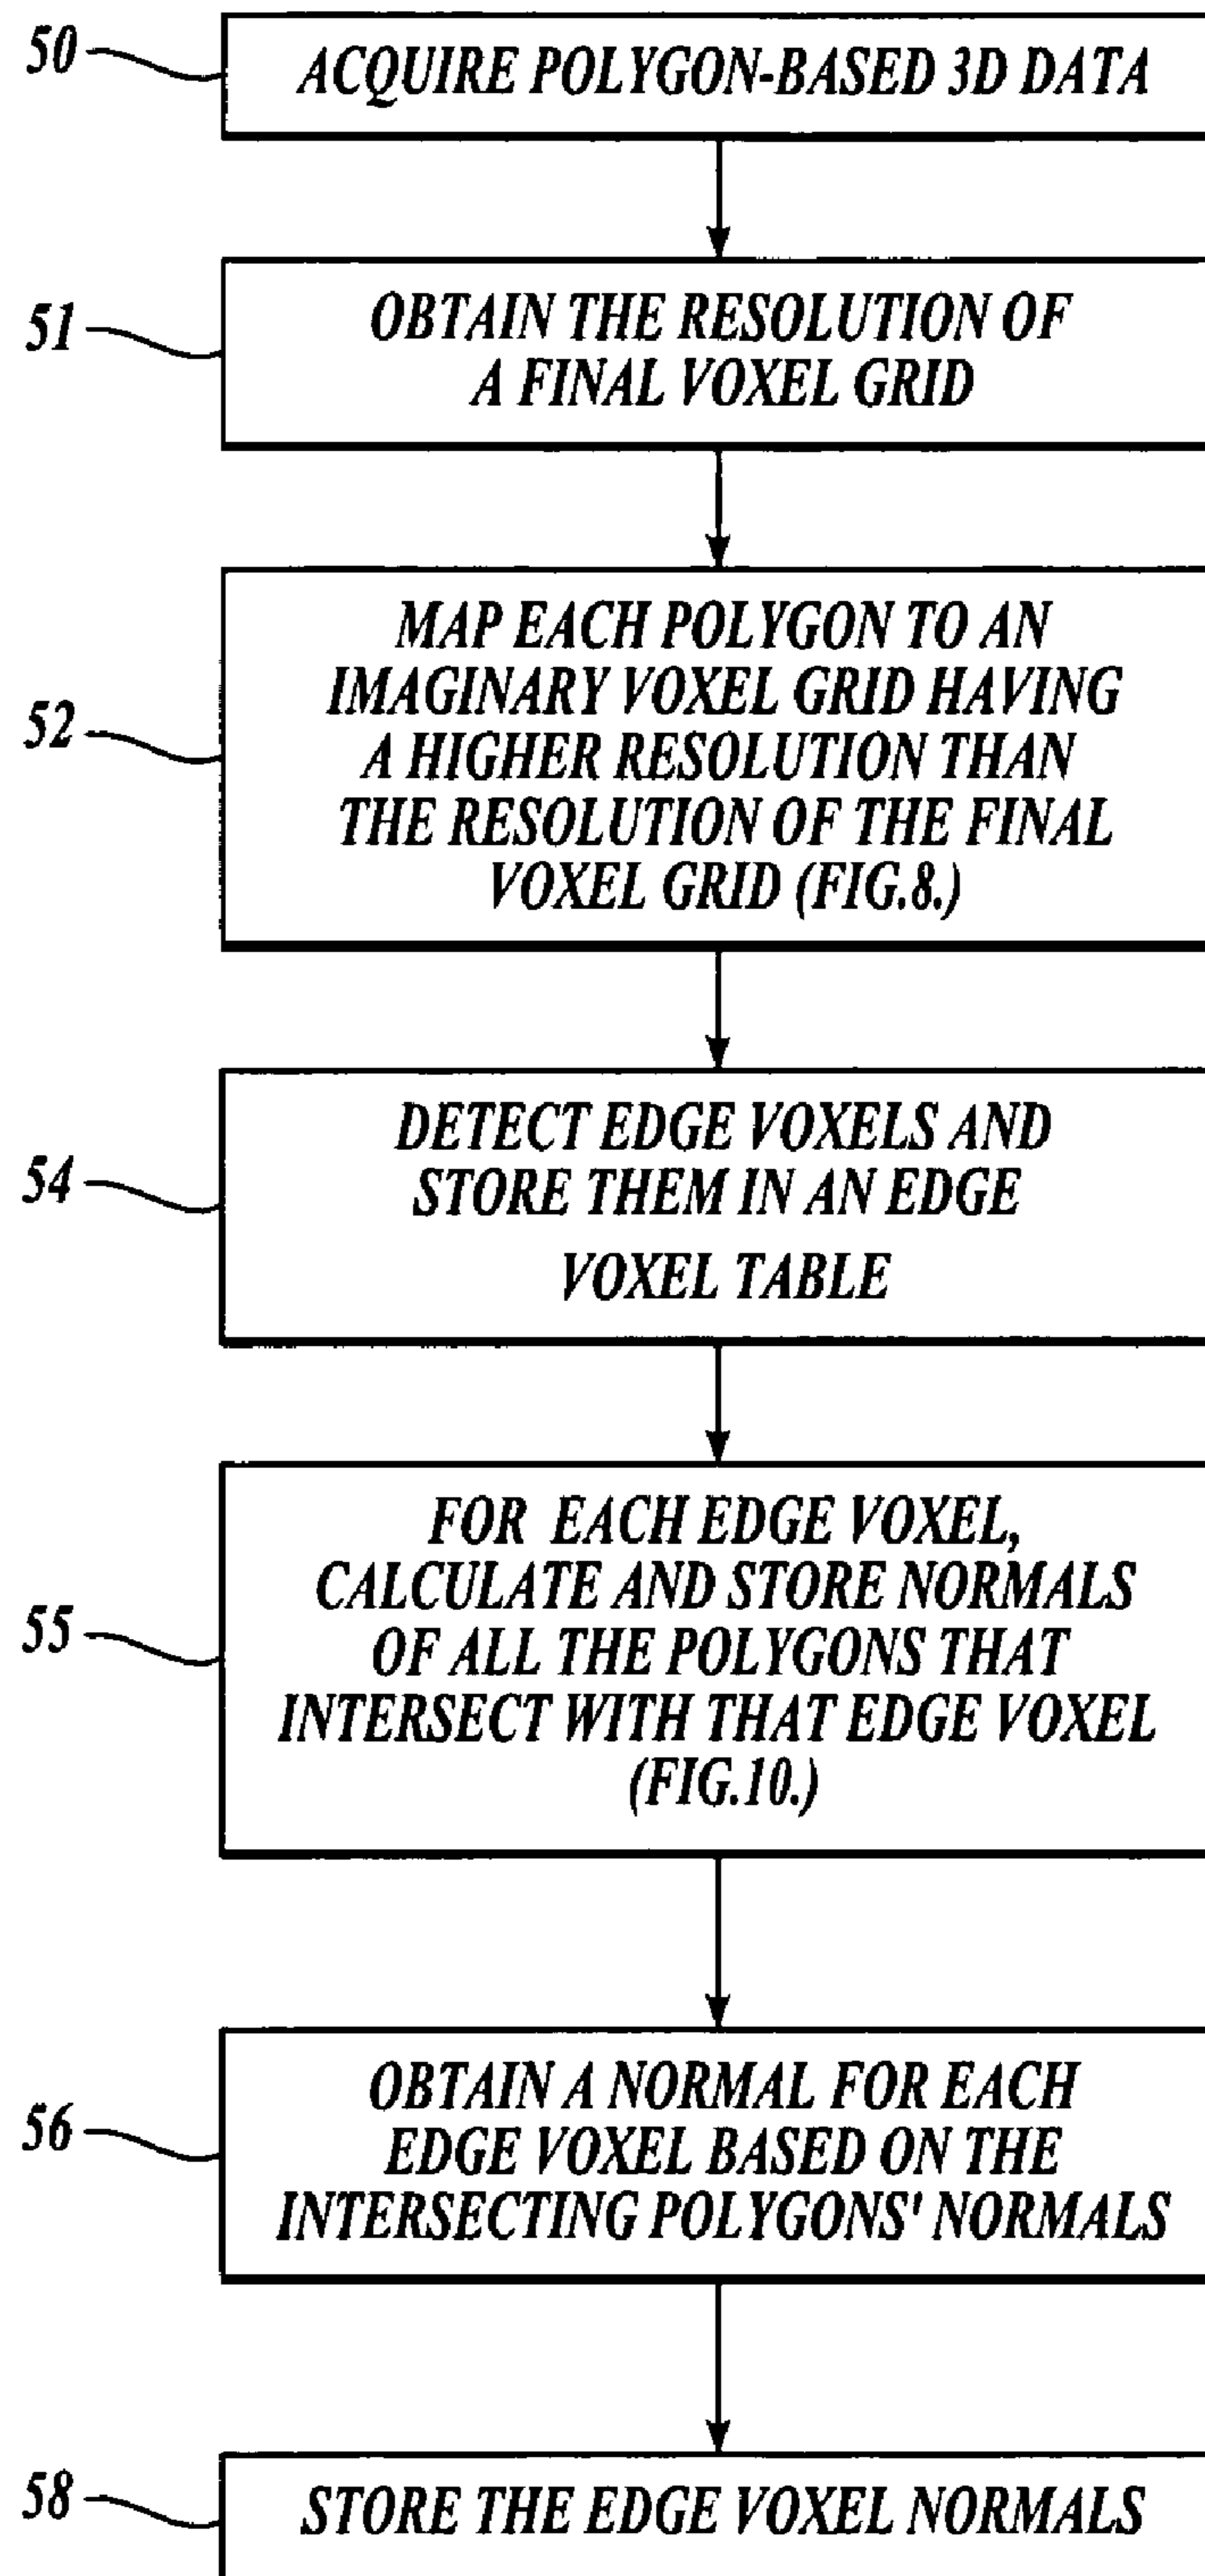 50
ACQUIRE POLYGON-BASED 3D DATA
51
OBTAIN THE RESOLUTION OF
A FINAL VOXEL GRID
52
MAP EACH POLYGON TO AN
IMAGINARY VOXEL GRID HAVING
A HIGHER RESOLUTION THAN
THE RESOLUTION OF THE FINAL
VOXEL GRID (FIG.8.)
54
DETECT EDGE VOXELS AND
STORE THEM IN AN EDGE
VOXEL TABLE
55
FOR EACH EDGE VOXEL,
CALCULATE AND STORE NORMALS
OF ALL THE POLYGONS THAT
INTERSECT WITH THAT EDGE VOXEL
(FIG.10.)
56
OBTAIN A NORMAL FOR EACH
EDGE VOXEL BASED ON THE
INTERSECTING POLYGONS' NORMALS
58
STORE THE EDGE VOXEL NORMALS